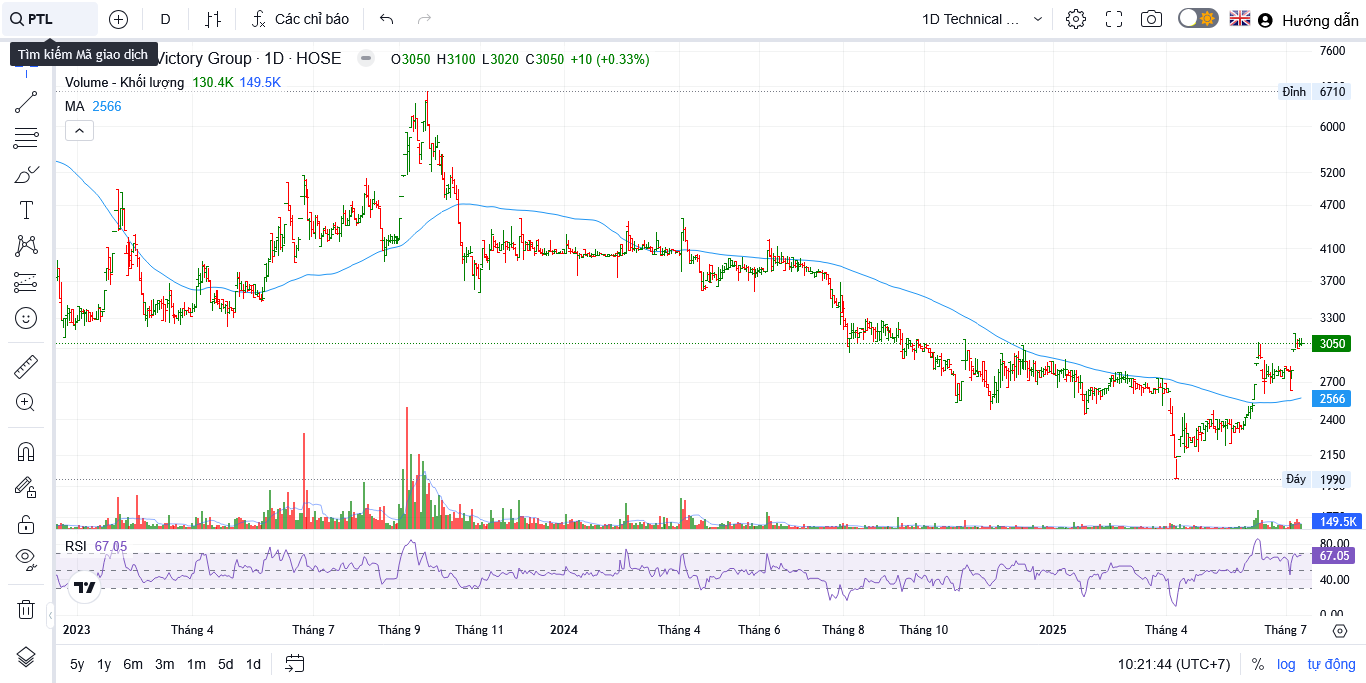 PTL
D
Các chỉ báo
1D Technical ...
Hướng dẫn
Tìm kiếm Mã giao dịch
Victory Group · 1D · HOSE
O3050 H3100 L3020 C3050 +10 (+0.33%)
Volume - Khối lượng 130.4K 149.5K
MA 2566
7600
Đỉnh 6710
6000
5200
4700
4100
3700
3300
3050
2700
2566
2400
2150
Đáy 1990
149.5K
RSI 67.05
80.00
67.05
40.00
0.00
2023 Tháng 4 Tháng 7 Tháng 9 Tháng 11 2024 Tháng 4 Tháng 6 Tháng 8 Tháng 10 2025 Tháng 4 Tháng 7
5y 1y 6m 3m 1m 5d 1d
10:21:44 (UTC+7) % log tự động